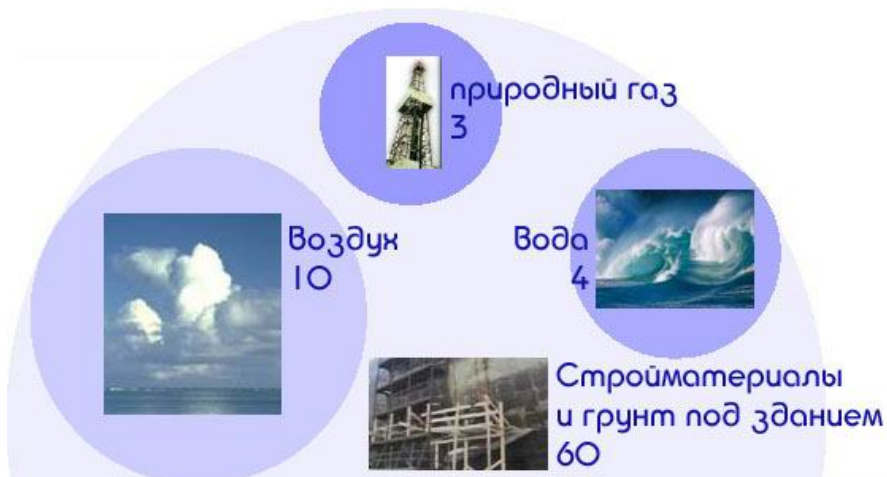 природный газ
3
Воздух
10
Вода
4
Стройматериалы
и грунт под зданием
60